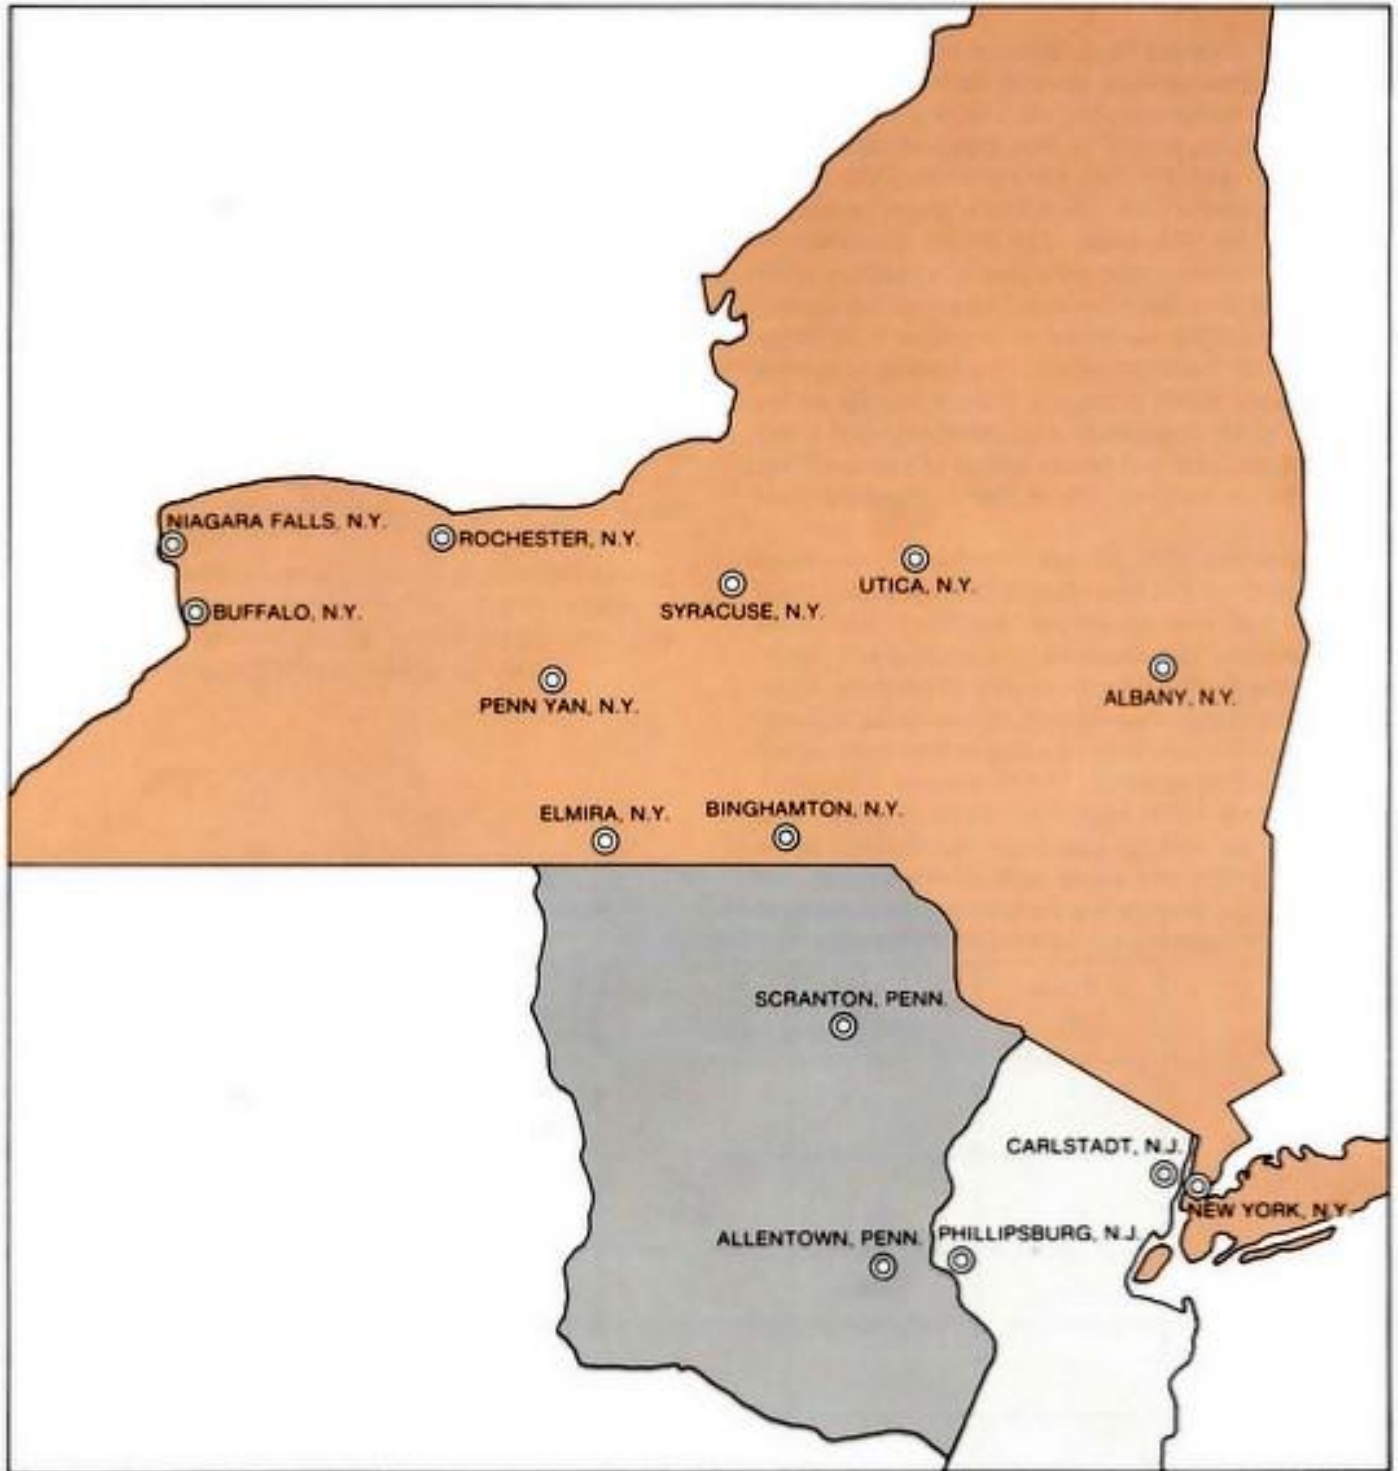 NIAGARA FALLS, N.Y.
ROCHESTER, N.Y.
UTICA, N.Y.
SYRACUSE, N.Y.
BUFFALO, N.Y.
PENN YAN, N.Y.
ALBANY, N.Y.
ELMIRA, N.Y.
BINGHAMTON, N.Y.
SCRANTON, PENN.
CARLSTADT, N.J.
NEW YORK, N.Y.
ALLENTOWN, PENN.
PHILLIPSBURG, N.J.